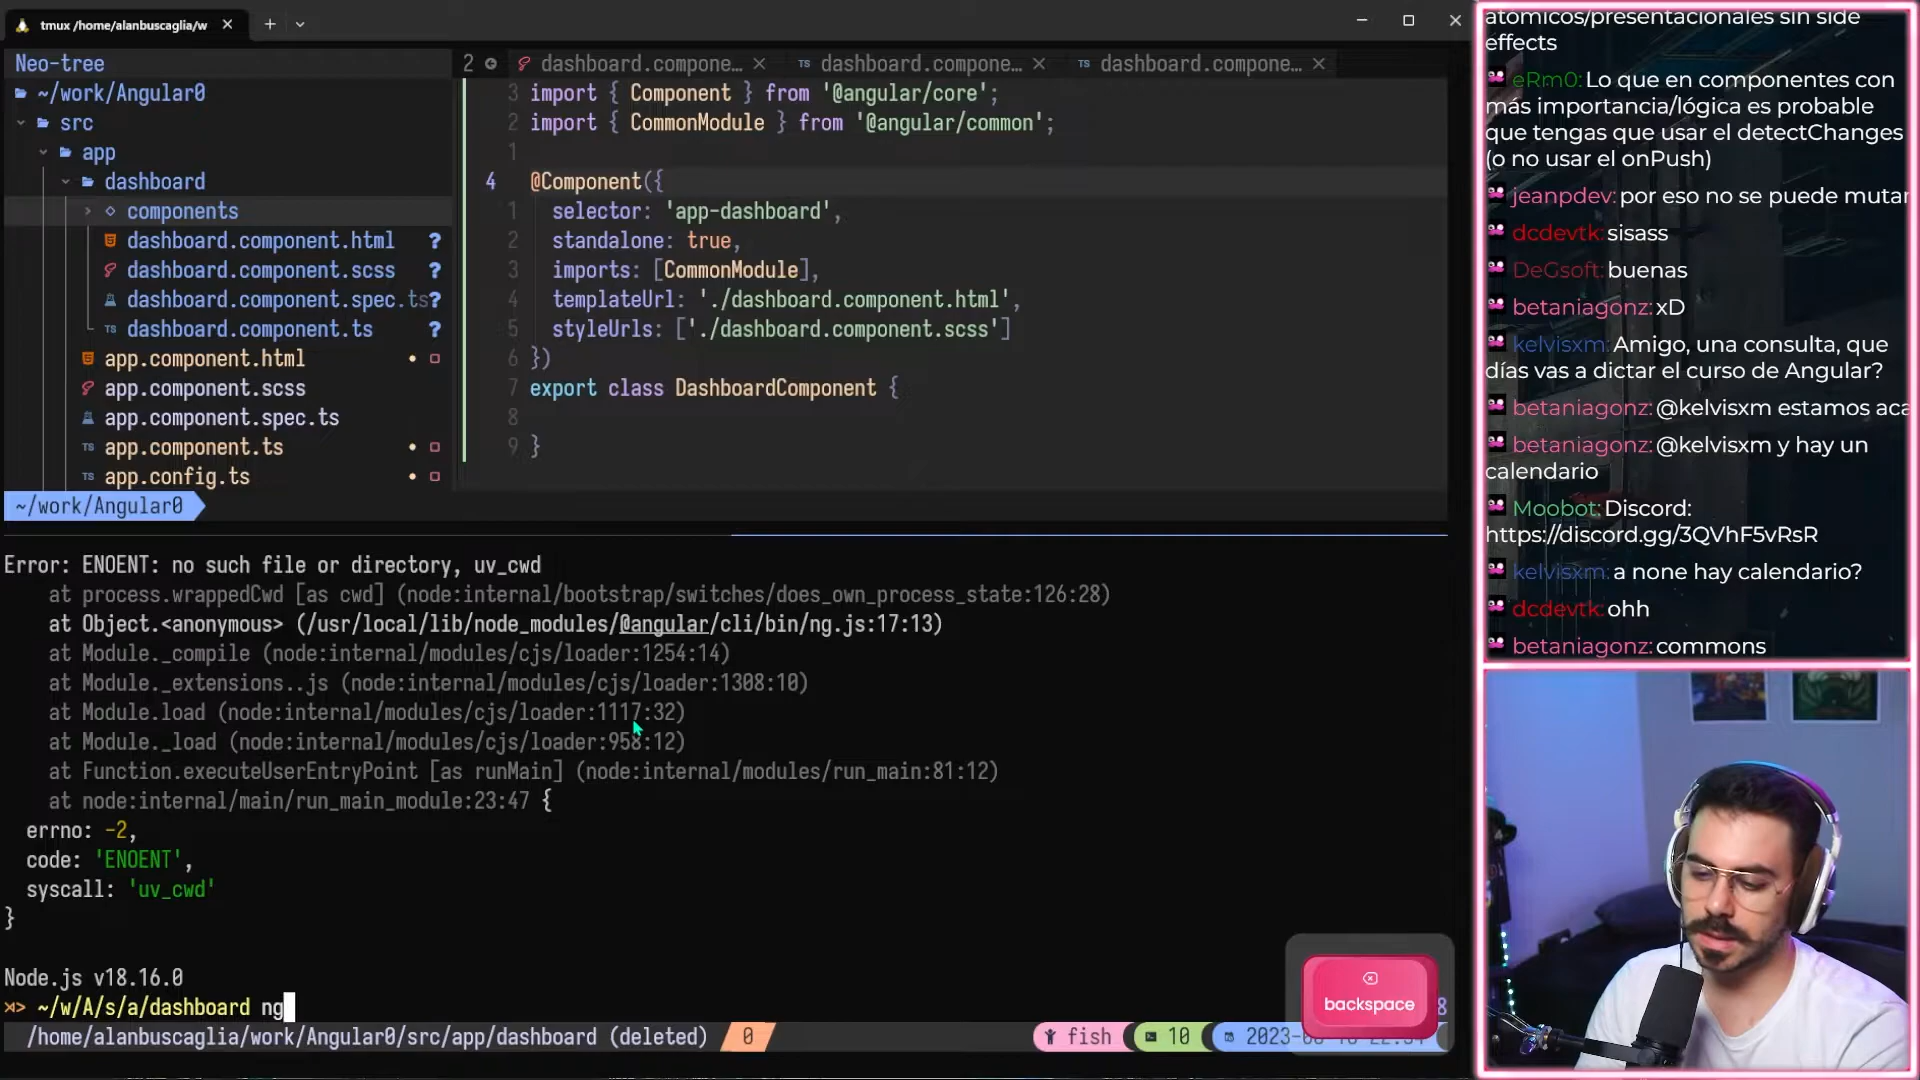 tmux /home/alanbuscaglia/w
Neo-tree
~/work/Angular0
src
app
dashboard
components
dashboard.component.html ?
dashboard.component.scss ?
dashboard.component.spec.ts?
dashboard.component.ts ?
app.component.html
app.component.scss
app.component.spec.ts
app.component.ts
app.config.ts
~/work/Angular0
2 dashboard.compone… dashboard.compone… dashboard.compone…
3 import { Component } from '@angular/core';
2 import { CommonModule } from '@angular/common';
1
4 @Component({
1 selector: 'app-dashboard',
2 standalone: true,
3 imports: [CommonModule],
4 templateUrl: './dashboard.component.html',
5 styleUrls: ['./dashboard.component.scss']
6 })
7 export class DashboardComponent {
8
9 }
Error: ENOENT: no such file or directory, uv_cwd
at process.wrappedCwd [as cwd] (node:internal/bootstrap/switches/does_own_process_state:126:28)
at Object.<anonymous> (/usr/local/lib/node_modules/@angular/cli/bin/ng.js:17:13)
at Module._compile (node:internal/modules/cjs/loader:1254:14)
at Module._extensions..js (node:internal/modules/cjs/loader:1308:10)
at Module.load (node:internal/modules/cjs/loader:1117:32)
at Module._load (node:internal/modules/cjs/loader:958:12)
at Function.executeUserEntryPoint [as runMain] (node:internal/modules/run_main:81:12)
at node:internal/main/run_main_module:23:47 {
errno: -2,
code: 'ENOENT',
syscall: 'uv_cwd'
}
Node.js v18.16.0
~/w/A/s/a/dashboard ng
/home/alanbuscaglia/work/Angular0/src/app/dashboard (deleted) 0
fish 10
backspace
atomicos/presentacionales sin side
effects
eRm0: Lo que en componentes con
más importancia/lógica es probable
que tengas que usar el detectChanges
(o no usar el onPush)
jeanpdev: por eso no se puede mutar
dcdevtk: sisass
DeGsoft: buenas
betaniagonz: xD
kelvisxm: Amigo, una consulta, que
días vas a dictar el curso de Angular?
betaniagonz: @kelvisxm estamos aca
betaniagonz: @kelvisxm y hay un
calendario
Moobot: Discord:
https://discord.gg/3QVhF5vRsR
kelvisxm: a none hay calendario?
dcdevtk: ohh
betaniagonz: commons